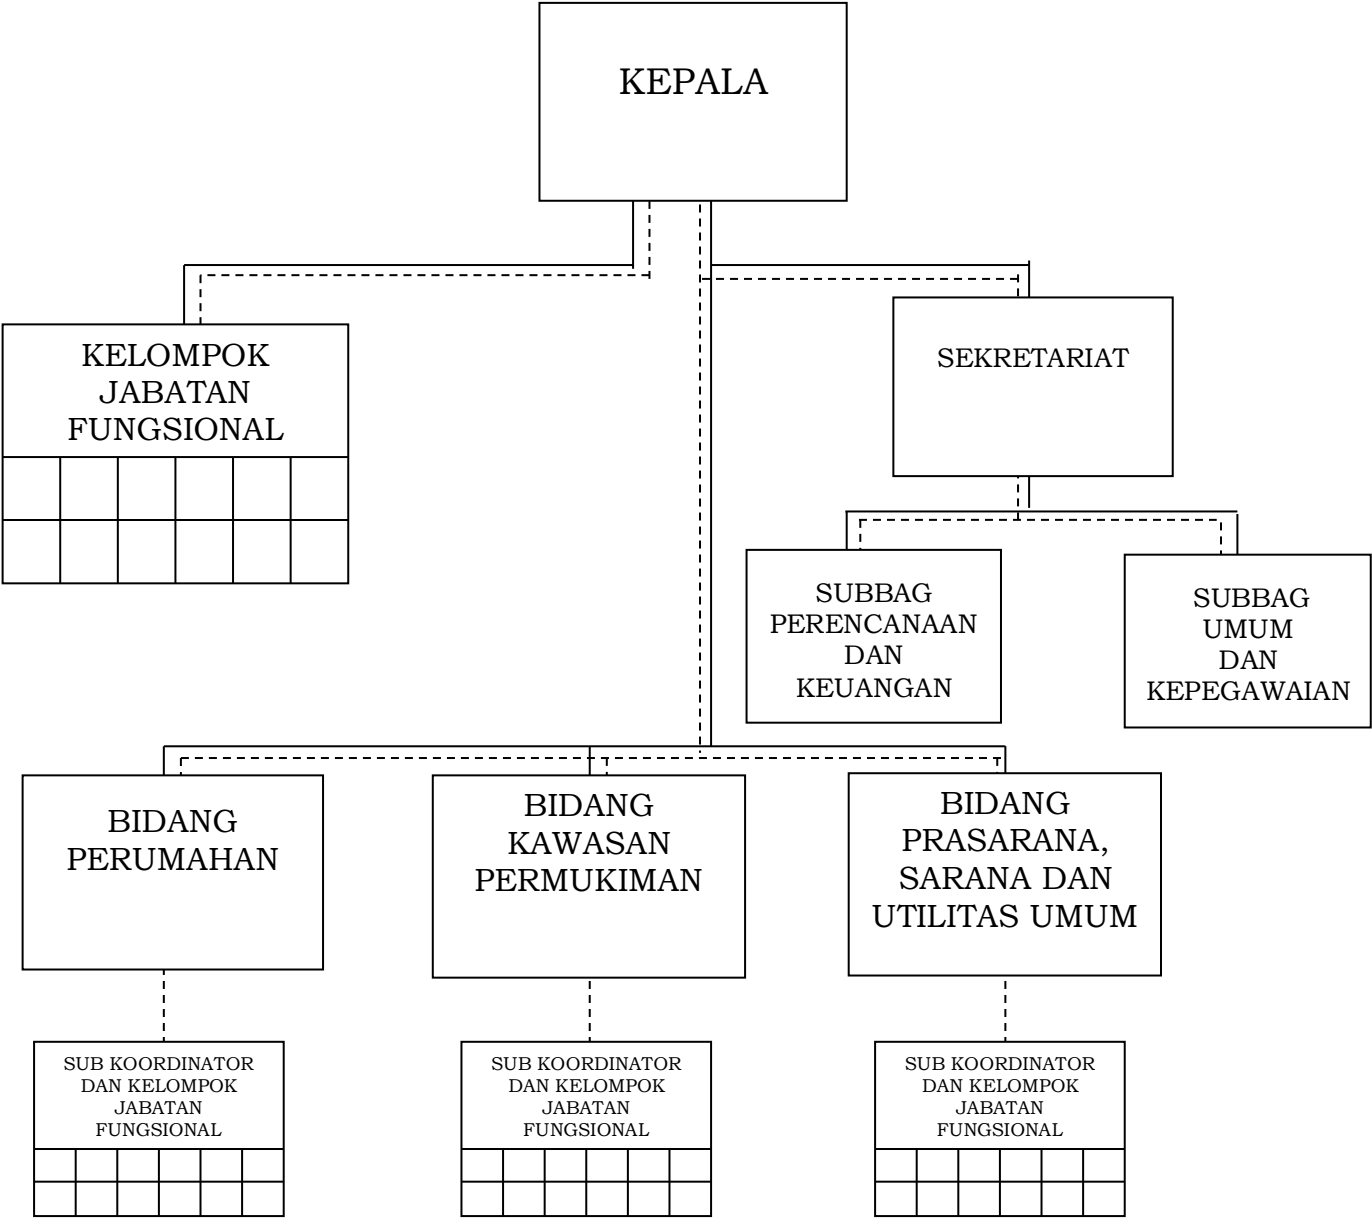 KEPALA
KELOMPOK
JABATAN
FUNGSIONAL
SEKRETARIAT
SUBBAG
PERENCANAAN
DAN
KEUANGAN
SUBBAG
UMUM
DAN
KEPEGAWAIAN
BIDANG
PERUMAHAN
BIDANG
KAWASAN
PERMUKIMAN
BIDANG
PRASARANA,
SARANA DAN
UTILITAS UMUM
SUB KOORDINATOR
DAN KELOMPOK
JABATAN
FUNGSIONAL
SUB KOORDINATOR
DAN KELOMPOK
JABATAN
FUNGSIONAL
SUB KOORDINATOR
DAN KELOMPOK
JABATAN
FUNGSIONAL